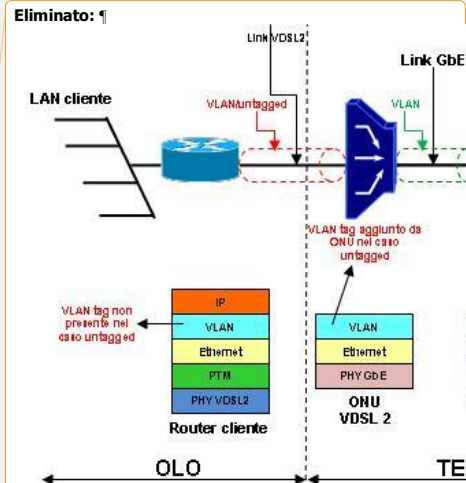 Eliminato: ¶
Link VDSL2
Link GbE
LAN cliente
VLAN/untagged
VLAN
VLAN tag aggiunto da
ONU nel caso
untagged
VLAN tag non
presente nel
caso untagged
IP
VLAN
Ethernet
PTM
PHY VDSL2
Router cliente
VLAN
Ethernet
PHY GbE
ONU
VDSL 2
OLO
TE